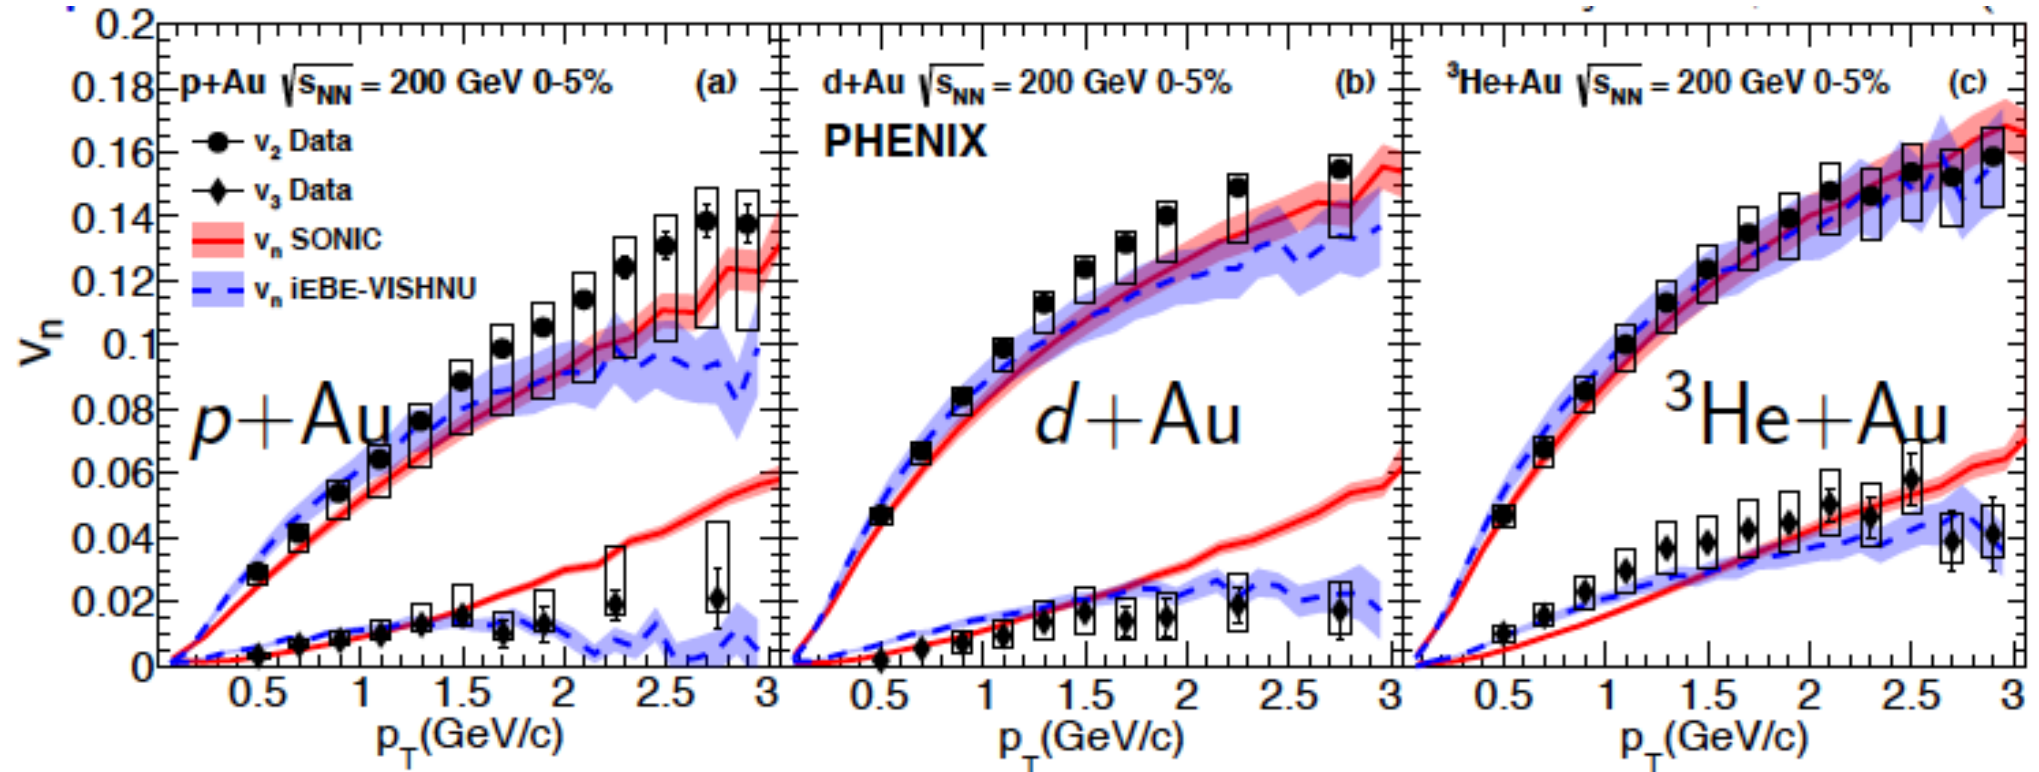 0.2
0.18
0.16
0.14
0.12
0.1
0.08
0.06
0.04
0.02
0
vn
p+Au √sNN = 200 GeV 0-5% (a)
v2 Data
v3 Data
vn SONIC
vn iEBE-VISHNU
p+Au
0.5 1 1.5 2 2.5 3
pT(GeV/c)
d+Au √sNN = 200 GeV 0-5% (b)
PHENIX
d+Au
0.5 1 1.5 2 2.5 3
pT(GeV/c)
3He+Au √sNN = 200 GeV 0-5% (c)
3He+Au
0.5 1 1.5 2 2.5 3
pT(GeV/c)